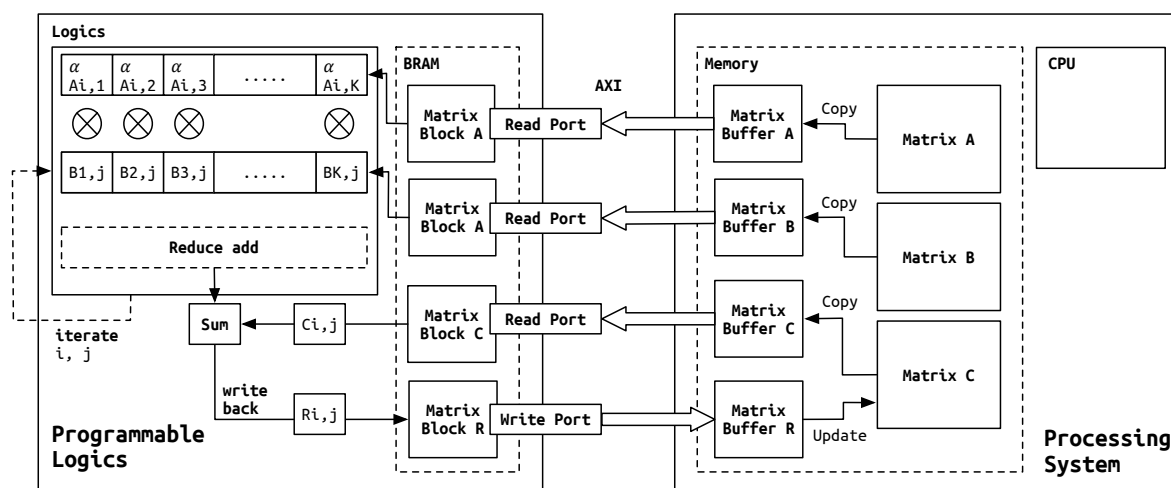 Logics
α α α α
Ai,1 Ai,2 Ai,3 ..... Ai,K
B1,j B2,j B3,j ..... BK,j
Reduce add
iterate
i, j
Sum
Ci,j
write
back
Ri,j
Programmable
Logics
BRAM
Matrix
Block A
Matrix
Block A
Matrix
Block C
Matrix
Block R
Read Port
Read Port
Read Port
Write Port
AXI
Memory
Matrix
Buffer A
Matrix
Buffer B
Matrix
Buffer C
Matrix
Buffer R
Copy
Copy
Copy
Update
Matrix A
Matrix B
Matrix C
CPU
Processing
System